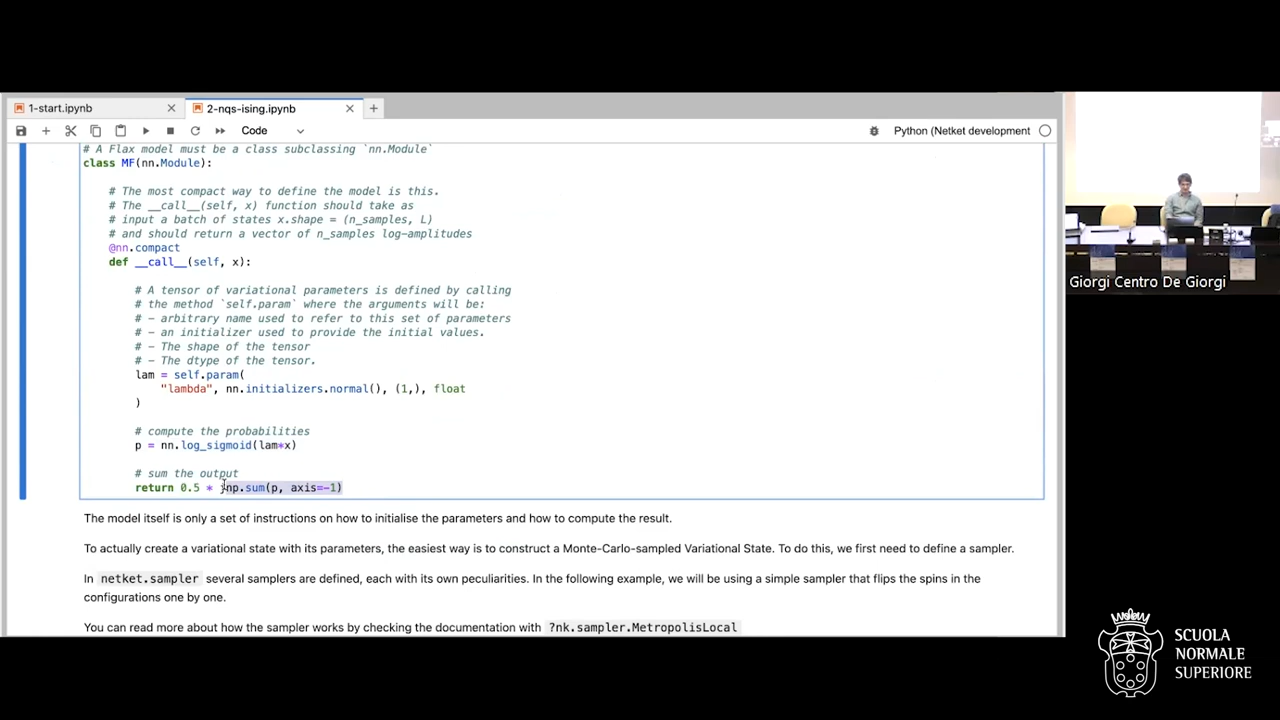 1-start.ipynb
2-nqs-ising.ipynb
Code
Python (Netket development
# A Flax model must be a class subclassing `nn.Module`
class MF(nn.Module):
# The most compact way to define the model is this.
# The __call__(self, x) function should take as
# input a batch of states x.shape = (n_samples, L)
# and should return a vector of n_samples log-amplitudes
@nn.compact
def __call__(self, x):
# A tensor of variational parameters is defined by calling
# the method `self.param` where the arguments will be:
# - arbitrary name used to refer to this set of parameters
# - an initializer used to provide the initial values.
# - The shape of the tensor
# - The dtype of the tensor.
lam = self.param(
"lambda", nn.initializers.normal(), (1,), float
)
# compute the probabilities
p = nn.log_sigmoid(lam*x)
# sum the output
return 0.5 * jnp.sum(p, axis=-1)
The model itself is only a set of instructions on how to initialise the parameters and how to compute the result.
To actually create a variational state with its parameters, the easiest way is to construct a Monte-Carlo-sampled Variational State. To do this, we first need to define a sampler.
In netket.sampler several samplers are defined, each with its own peculiarities. In the following example, we will be using a simple sampler that flips the spins in the
configurations one by one.
You can read more about how the sampler works by checking the documentation with ?nk.sampler.MetropolisLocal
Giorgi Centro De Giorgi
SCUOLA
NORMALE
SUPERIORE